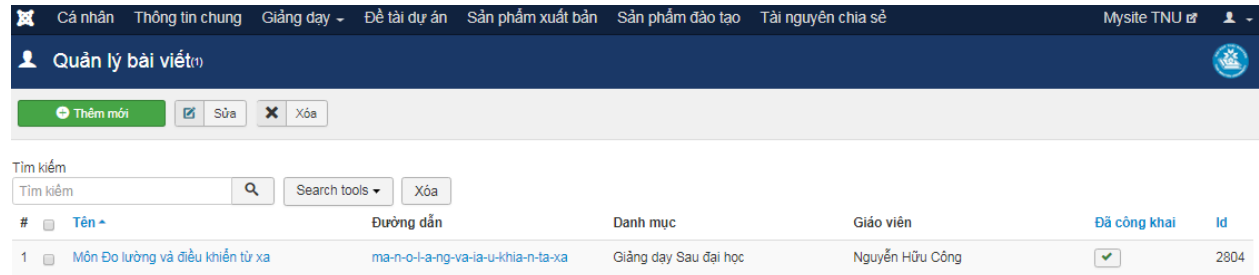 Cá nhân Thông tin chung Giảng dạy Đề tài dự án Sản phẩm xuất bản Sản phẩm đào tạo Tài nguyên chia sẻ Mysite TNU
Quản lý bài viết(1)
Thêm mới Sửa Xóa
Tìm kiếm
Tìm kiếm Search tools Xóa
# Tên Đường dẫn Danh mục Giáo viên Đã công khai Id
1 Môn Đo lường và điều khiển từ xa ma-n-o-l-a-ng-va-ia-u-khia-n-ta-xa Giảng dạy Sau đại học Nguyễn Hữu Công 2804